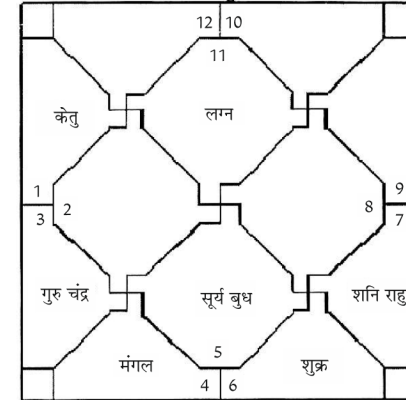 12 10
11
केतु
लग्न
1
9
3 2
8 7
गुरु चंद्र
सूर्य बुध
शनि राहु
मंगल
5
शुक्र
4 6